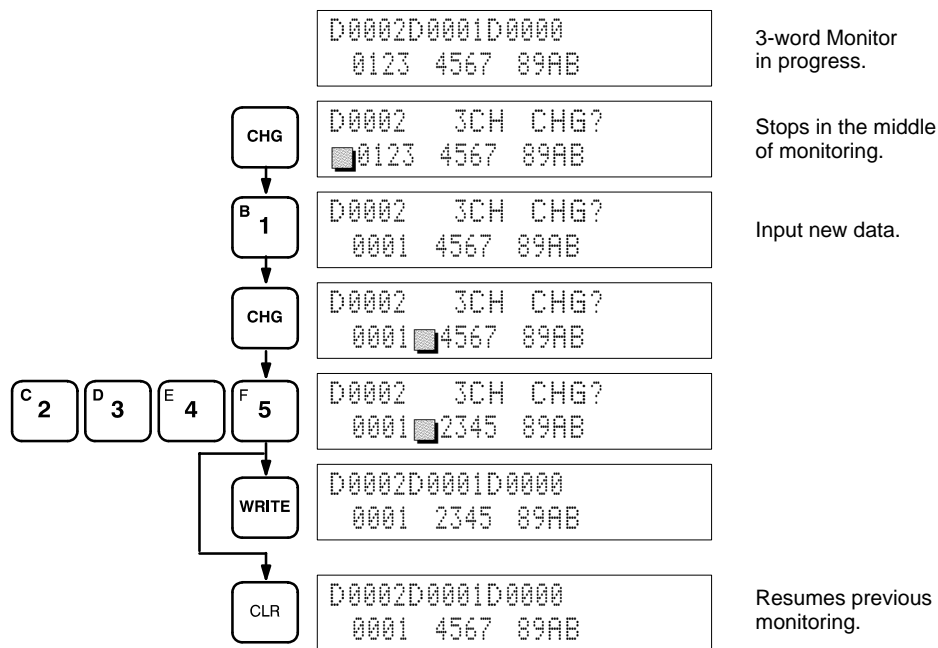 D0002D0001D0000
0123 4567 89AB
3-word Monitor
in progress.
CHG
D0002 3CH CHG?
0123 4567 89AB
Stops in the middle
of monitoring.
B 1
D0002 3CH CHG?
0001 4567 89AB
Input new data.
CHG
D0002 3CH CHG?
0001 4567 89AB
C 2
D 3
E 4
F 5
D0002 3CH CHG?
0001 2345 89AB
WRITE
D0002D0001D0000
0001 2345 89AB
CLR
D0002D0001D0000
0001 4567 89AB
Resumes previous
monitoring.